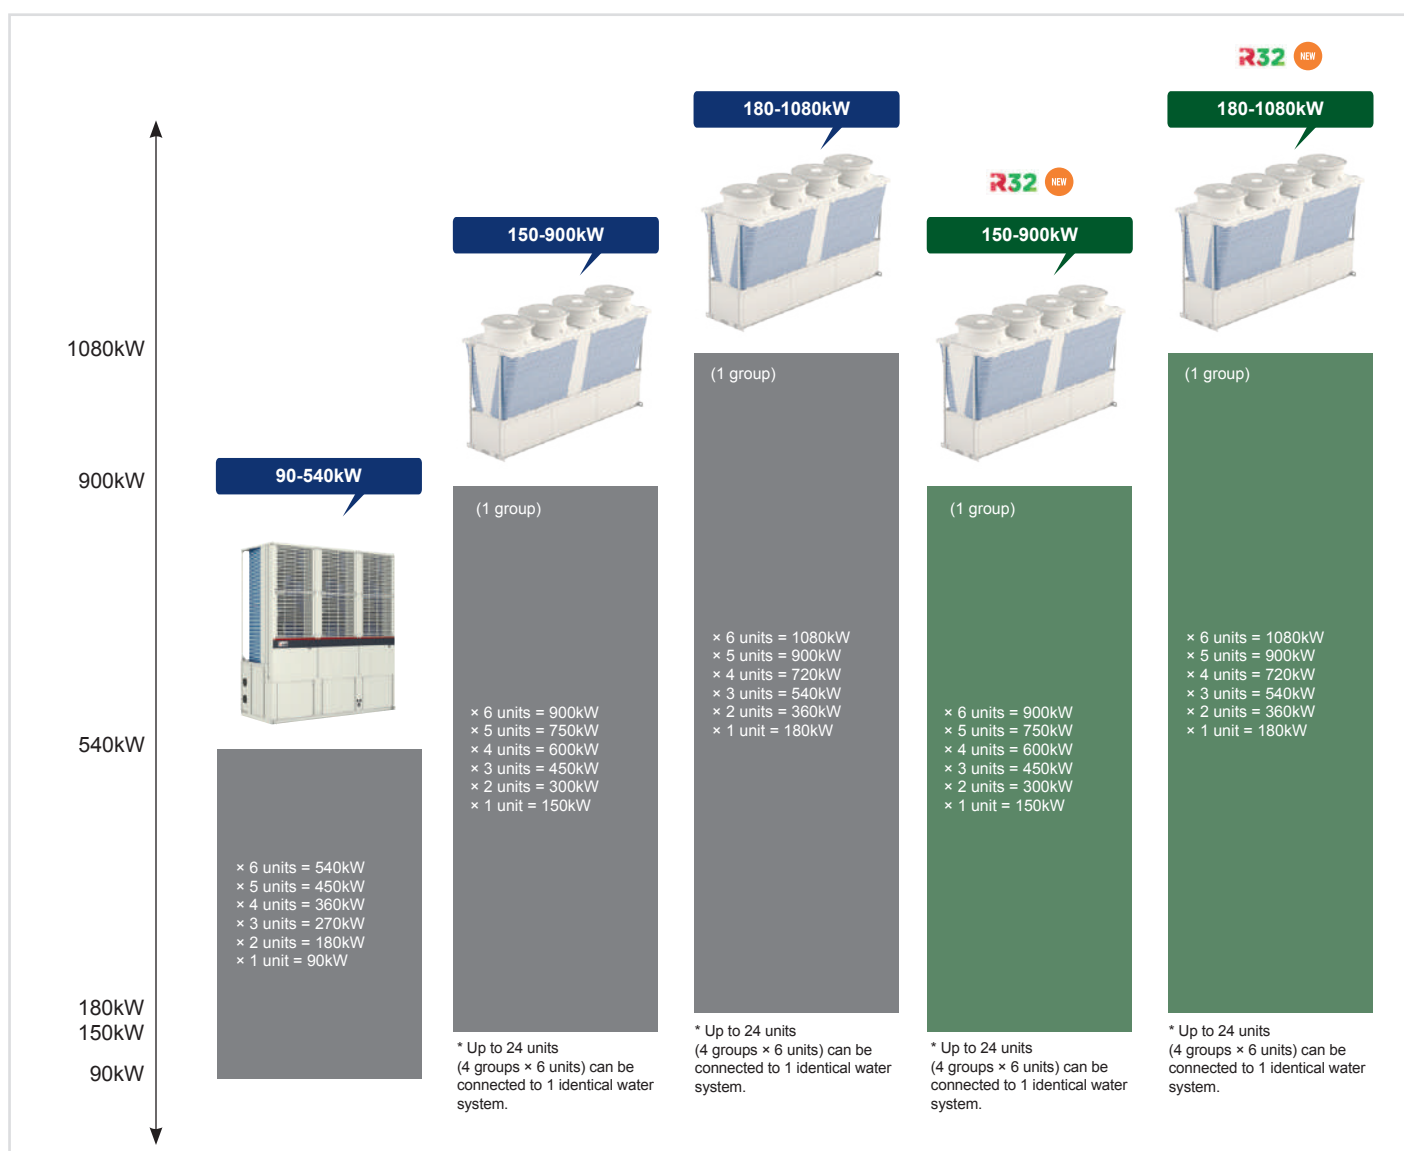 1080kW
900kW
540kW
180kW
150kW
90kW
90-540kW
× 6 units = 540kW
× 5 units = 450kW
× 4 units = 360kW
× 3 units = 270kW
× 2 units = 180kW
× 1 unit = 90kW
150-900kW
(1 group)
× 6 units = 900kW
× 5 units = 750kW
× 4 units = 600kW
× 3 units = 450kW
× 2 units = 300kW
× 1 unit = 150kW
* Up to 24 units
(4 groups × 6 units) can be
connected to 1 identical water
system.
180-1080kW
(1 group)
× 6 units = 1080kW
× 5 units = 900kW
× 4 units = 720kW
× 3 units = 540kW
× 2 units = 360kW
× 1 unit = 180kW
* Up to 24 units
(4 groups × 6 units) can be
connected to 1 identical water
system.
R32 NEW
150-900kW
(1 group)
× 6 units = 900kW
× 5 units = 750kW
× 4 units = 600kW
× 3 units = 450kW
× 2 units = 300kW
× 1 unit = 150kW
* Up to 24 units
(4 groups × 6 units) can be
connected to 1 identical water
system.
R32 NEW
180-1080kW
(1 group)
× 6 units = 1080kW
× 5 units = 900kW
× 4 units = 720kW
× 3 units = 540kW
× 2 units = 360kW
× 1 unit = 180kW
* Up to 24 units
(4 groups × 6 units) can be
connected to 1 identical water
system.